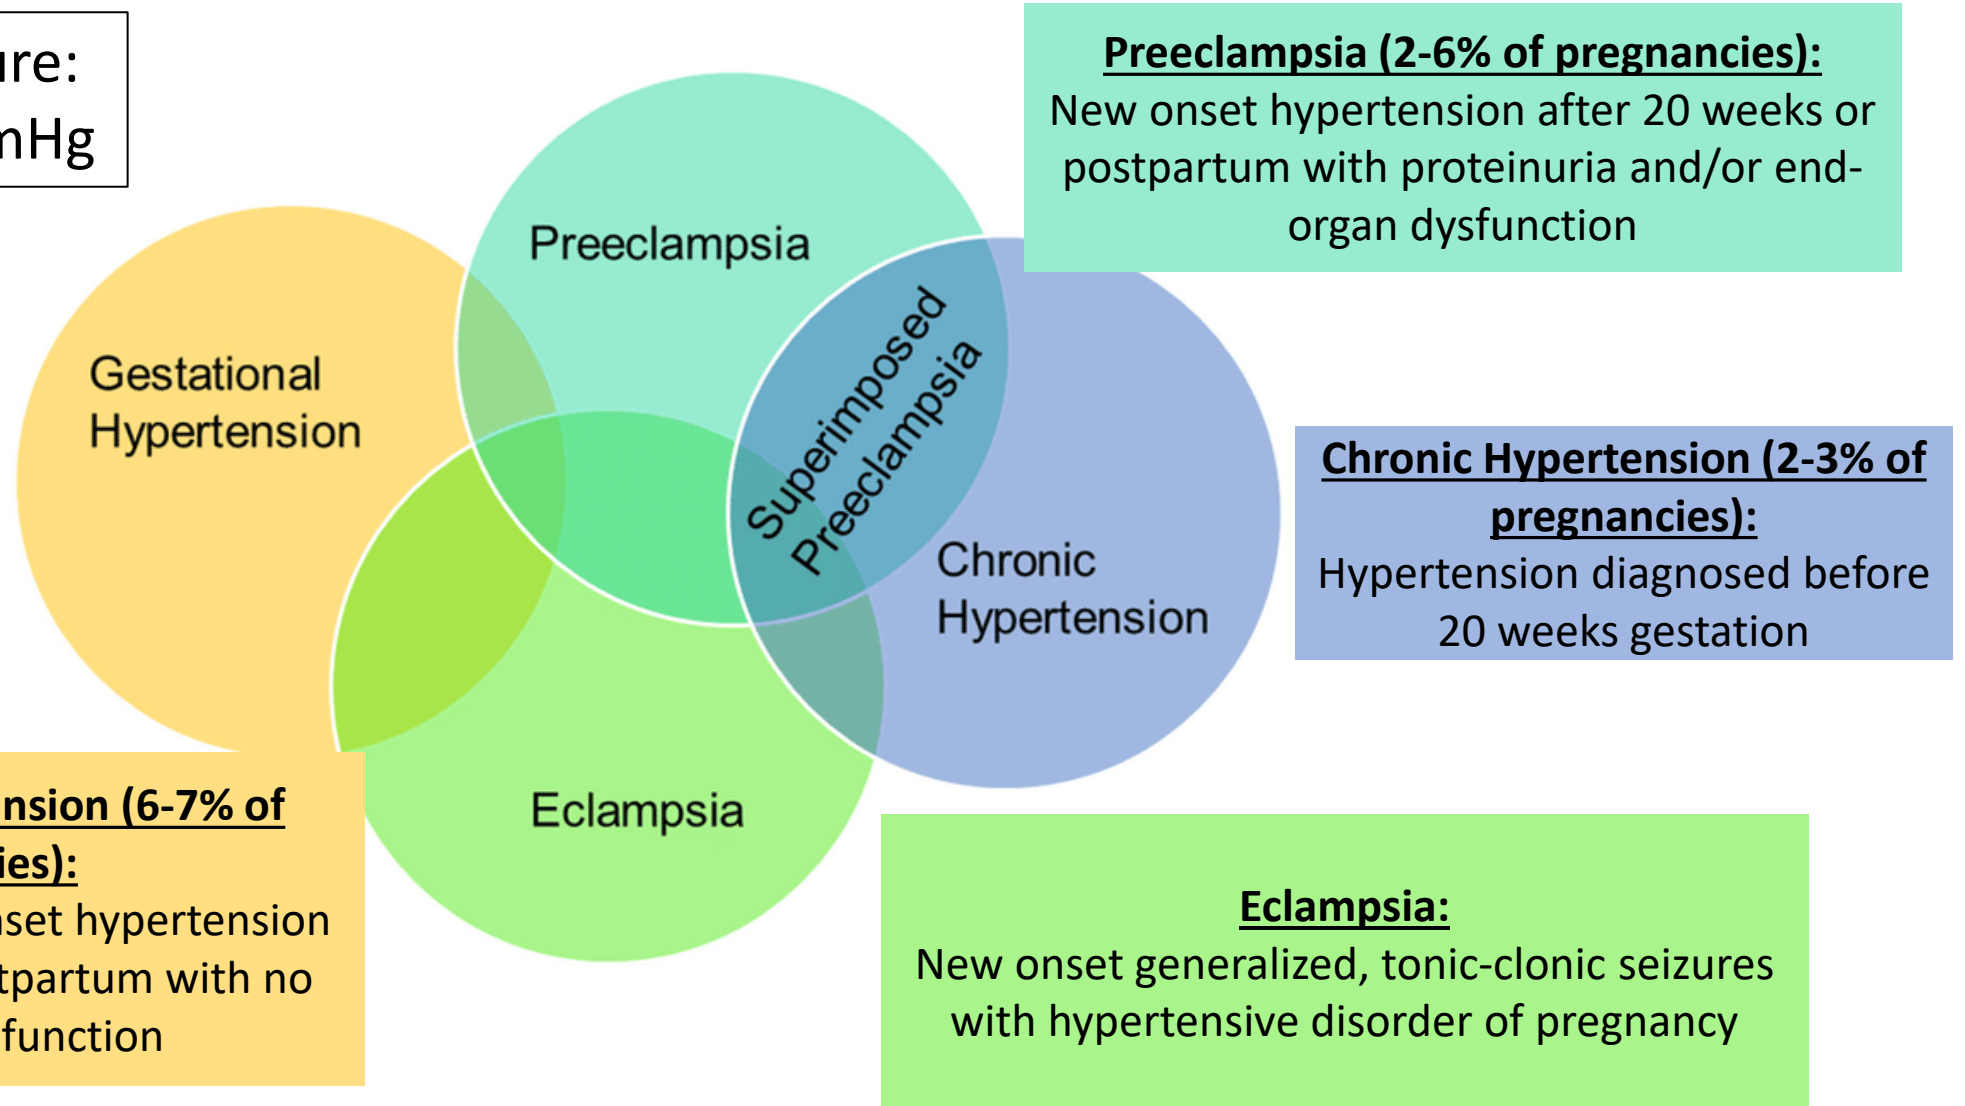 ure:
mHg
Preeclampsia (2-6% of pregnancies):
New onset hypertension after 20 weeks or
postpartum with proteinuria and/or end-
organ dysfunction
Preeclampsia
Gestational
Hypertension
Superimposed
Preeclampsia
Chronic
Hypertension
Chronic Hypertension (2-3% of
pregnancies):
Hypertension diagnosed before
20 weeks gestation
Eclampsia
nsion (6-7% of
ies):
nset hypertension
tpartum with no
function
Eclampsia:
New onset generalized, tonic-clonic seizures
with hypertensive disorder of pregnancy